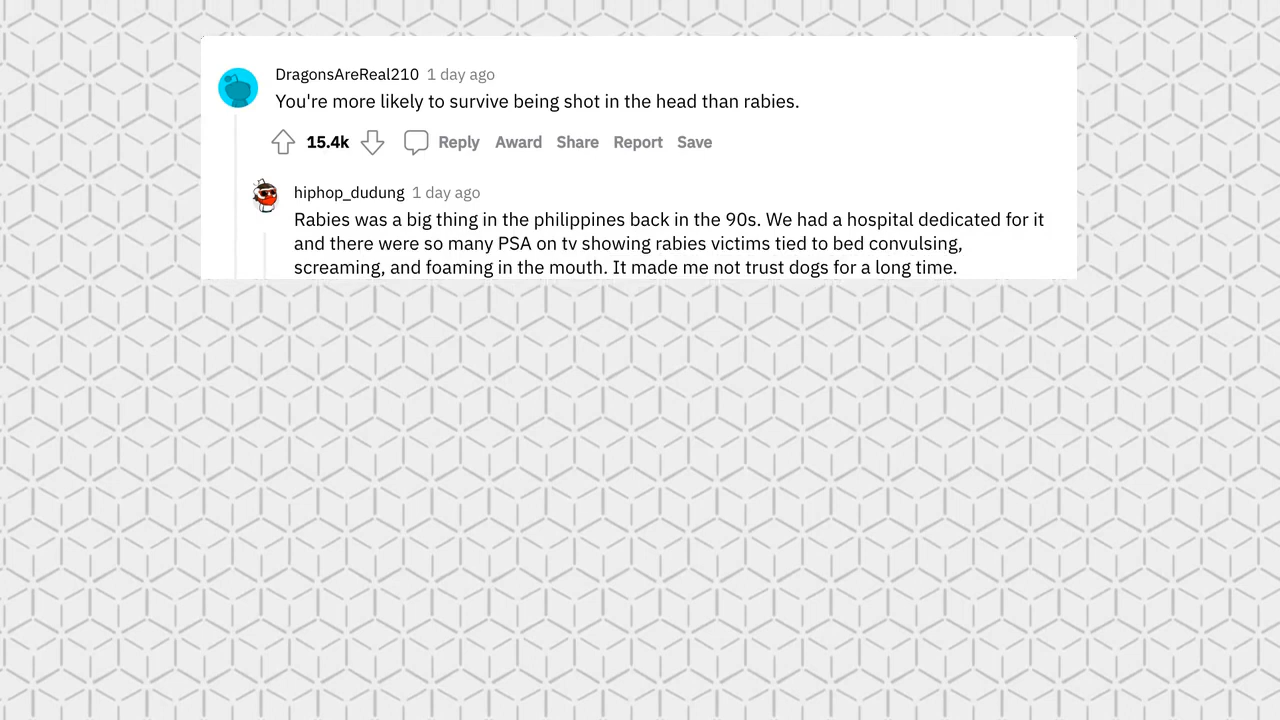 DragonsAreReal210 1 day ago
You're more likely to survive being shot in the head than rabies.
15.4k Reply Award Share Report Save
hiphop_dudung 1 day ago
Rabies was a big thing in the philippines back in the 90s. We had a hospital dedicated for it
and there were so many PSA on tv showing rabies victims tied to bed convulsing,
screaming, and foaming in the mouth. It made me not trust dogs for a long time.